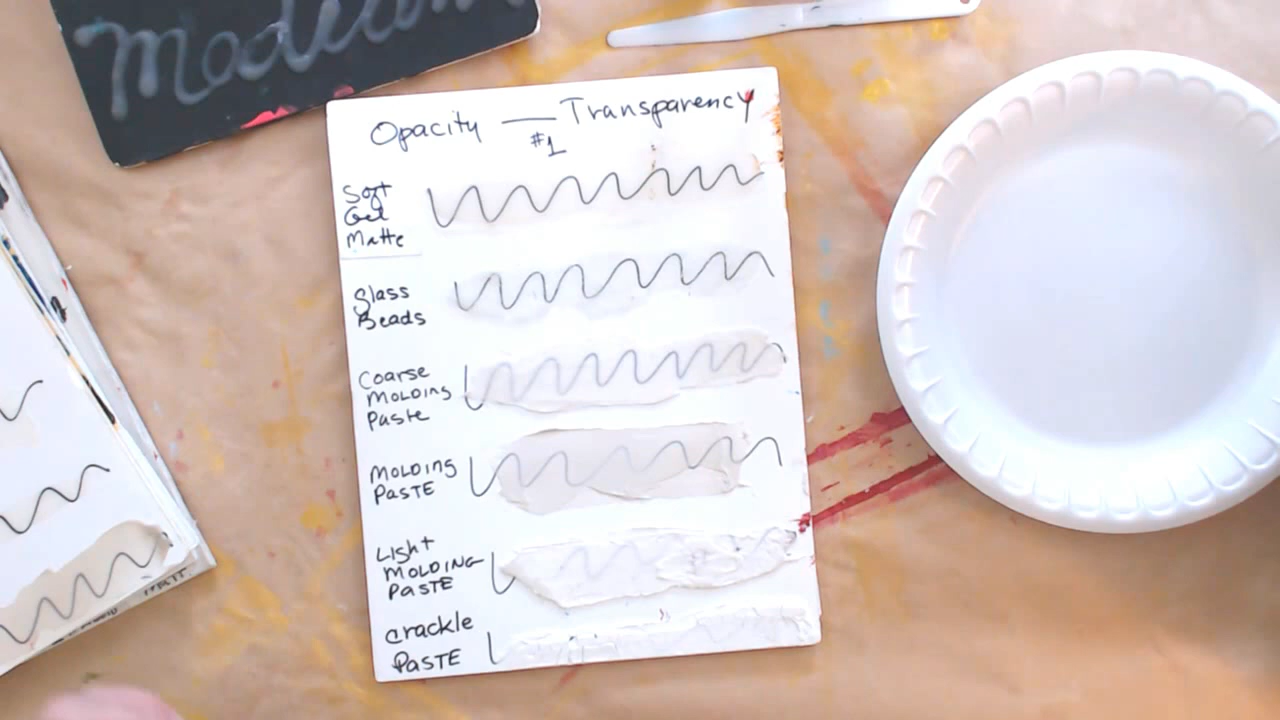 Opacity — Transparency
#1
Soft
Gel
Matte
Glass
Beads
Coarse
MOLDING
Paste
MOLDING
PASTE
Light
MOLDING
PASTE
crackle
PASTE